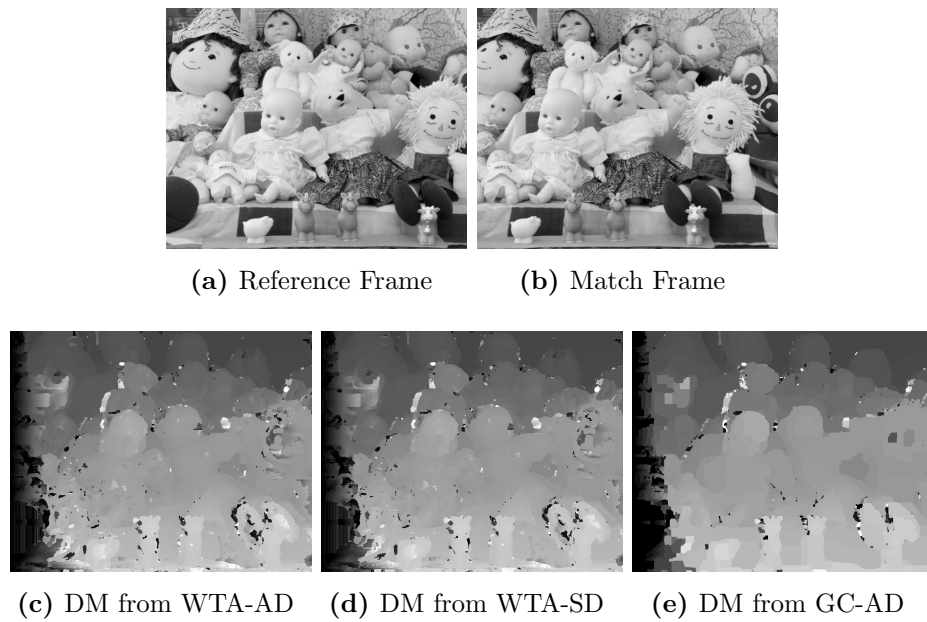 (a) Reference Frame
(b) Match Frame
(c) DM from WTA-AD
(d) DM from WTA-SD
(e) DM from GC-AD